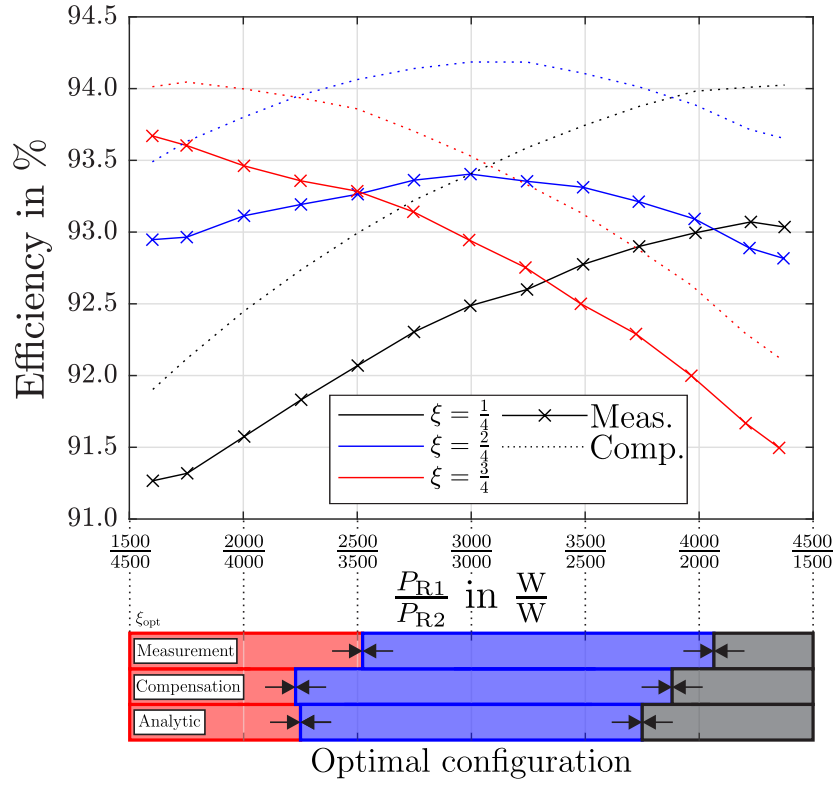 94.5
94.0
93.5
93.0
92.5
92.0
91.5
91.0
Efficiency in %
ξ = 1/4
ξ = 2/4
ξ = 3/4
Meas.
Comp.
1500/4500 2000/4000 2500/3500 3000/3000 3500/2500 4000/2000 4500/1500
P_R1/P_R2 in W/W
ξ_opt
Measurement
Compensation
Analytic
Optimal configuration